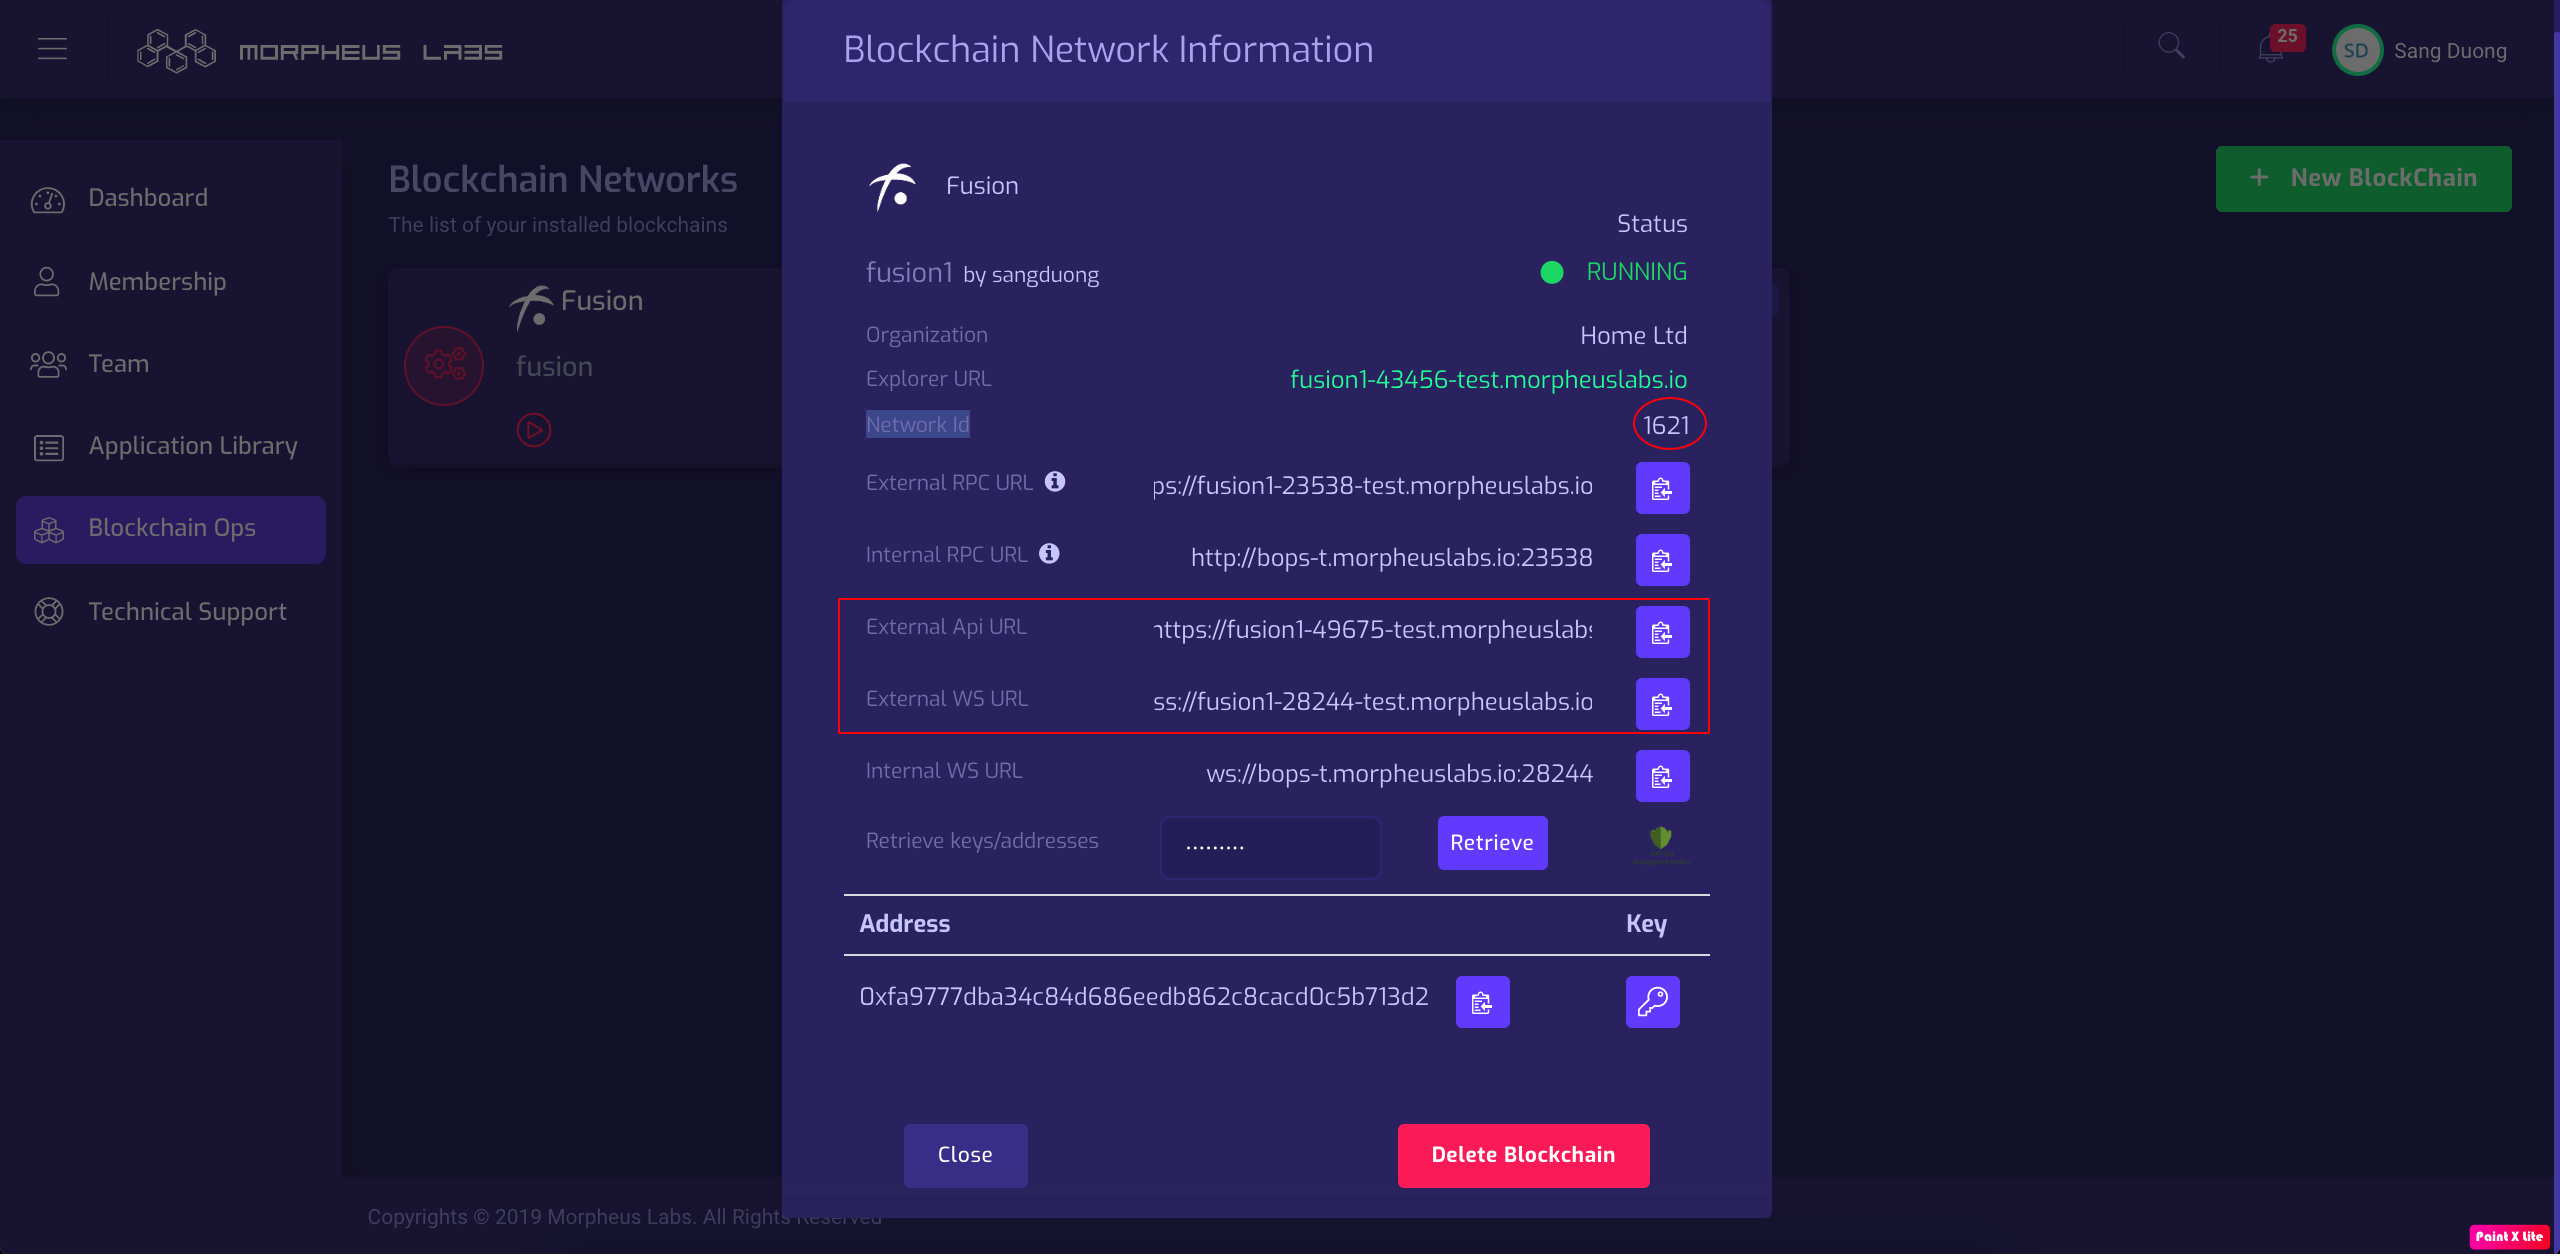 MORPHEUS LABS
25
SD
Sang Duong
Dashboard
Membership
Team
Application Library
Blockchain Ops
Technical Support
Blockchain Networks
The list of your installed blockchains
+ New BlockChain
Fusion
fusion
Blockchain Network Information
Fusion
Status
fusion1 by sangduong
RUNNING
Organization
Home Ltd
Explorer URL
fusion1-43456-test.morpheuslabs.io
Network Id
1621
External RPC URL
ps://fusion1-23538-test.morpheuslabs.io
Internal RPC URL
http://bops-t.morpheuslabs.io:23538
External Api URL
https://fusion1-49675-test.morpheuslabs
External WS URL
ss://fusion1-28244-test.morpheuslabs.io
Internal WS URL
ws://bops-t.morpheuslabs.io:28244
Retrieve keys/addresses
.........
Retrieve
Address
Key
0xfa9777dba34c84d686eedb862c8cacd0c5b713d2
Close
Delete Blockchain
Copyrights © 2019 Morpheus Labs. All Rights Reserved
Paint X Lite